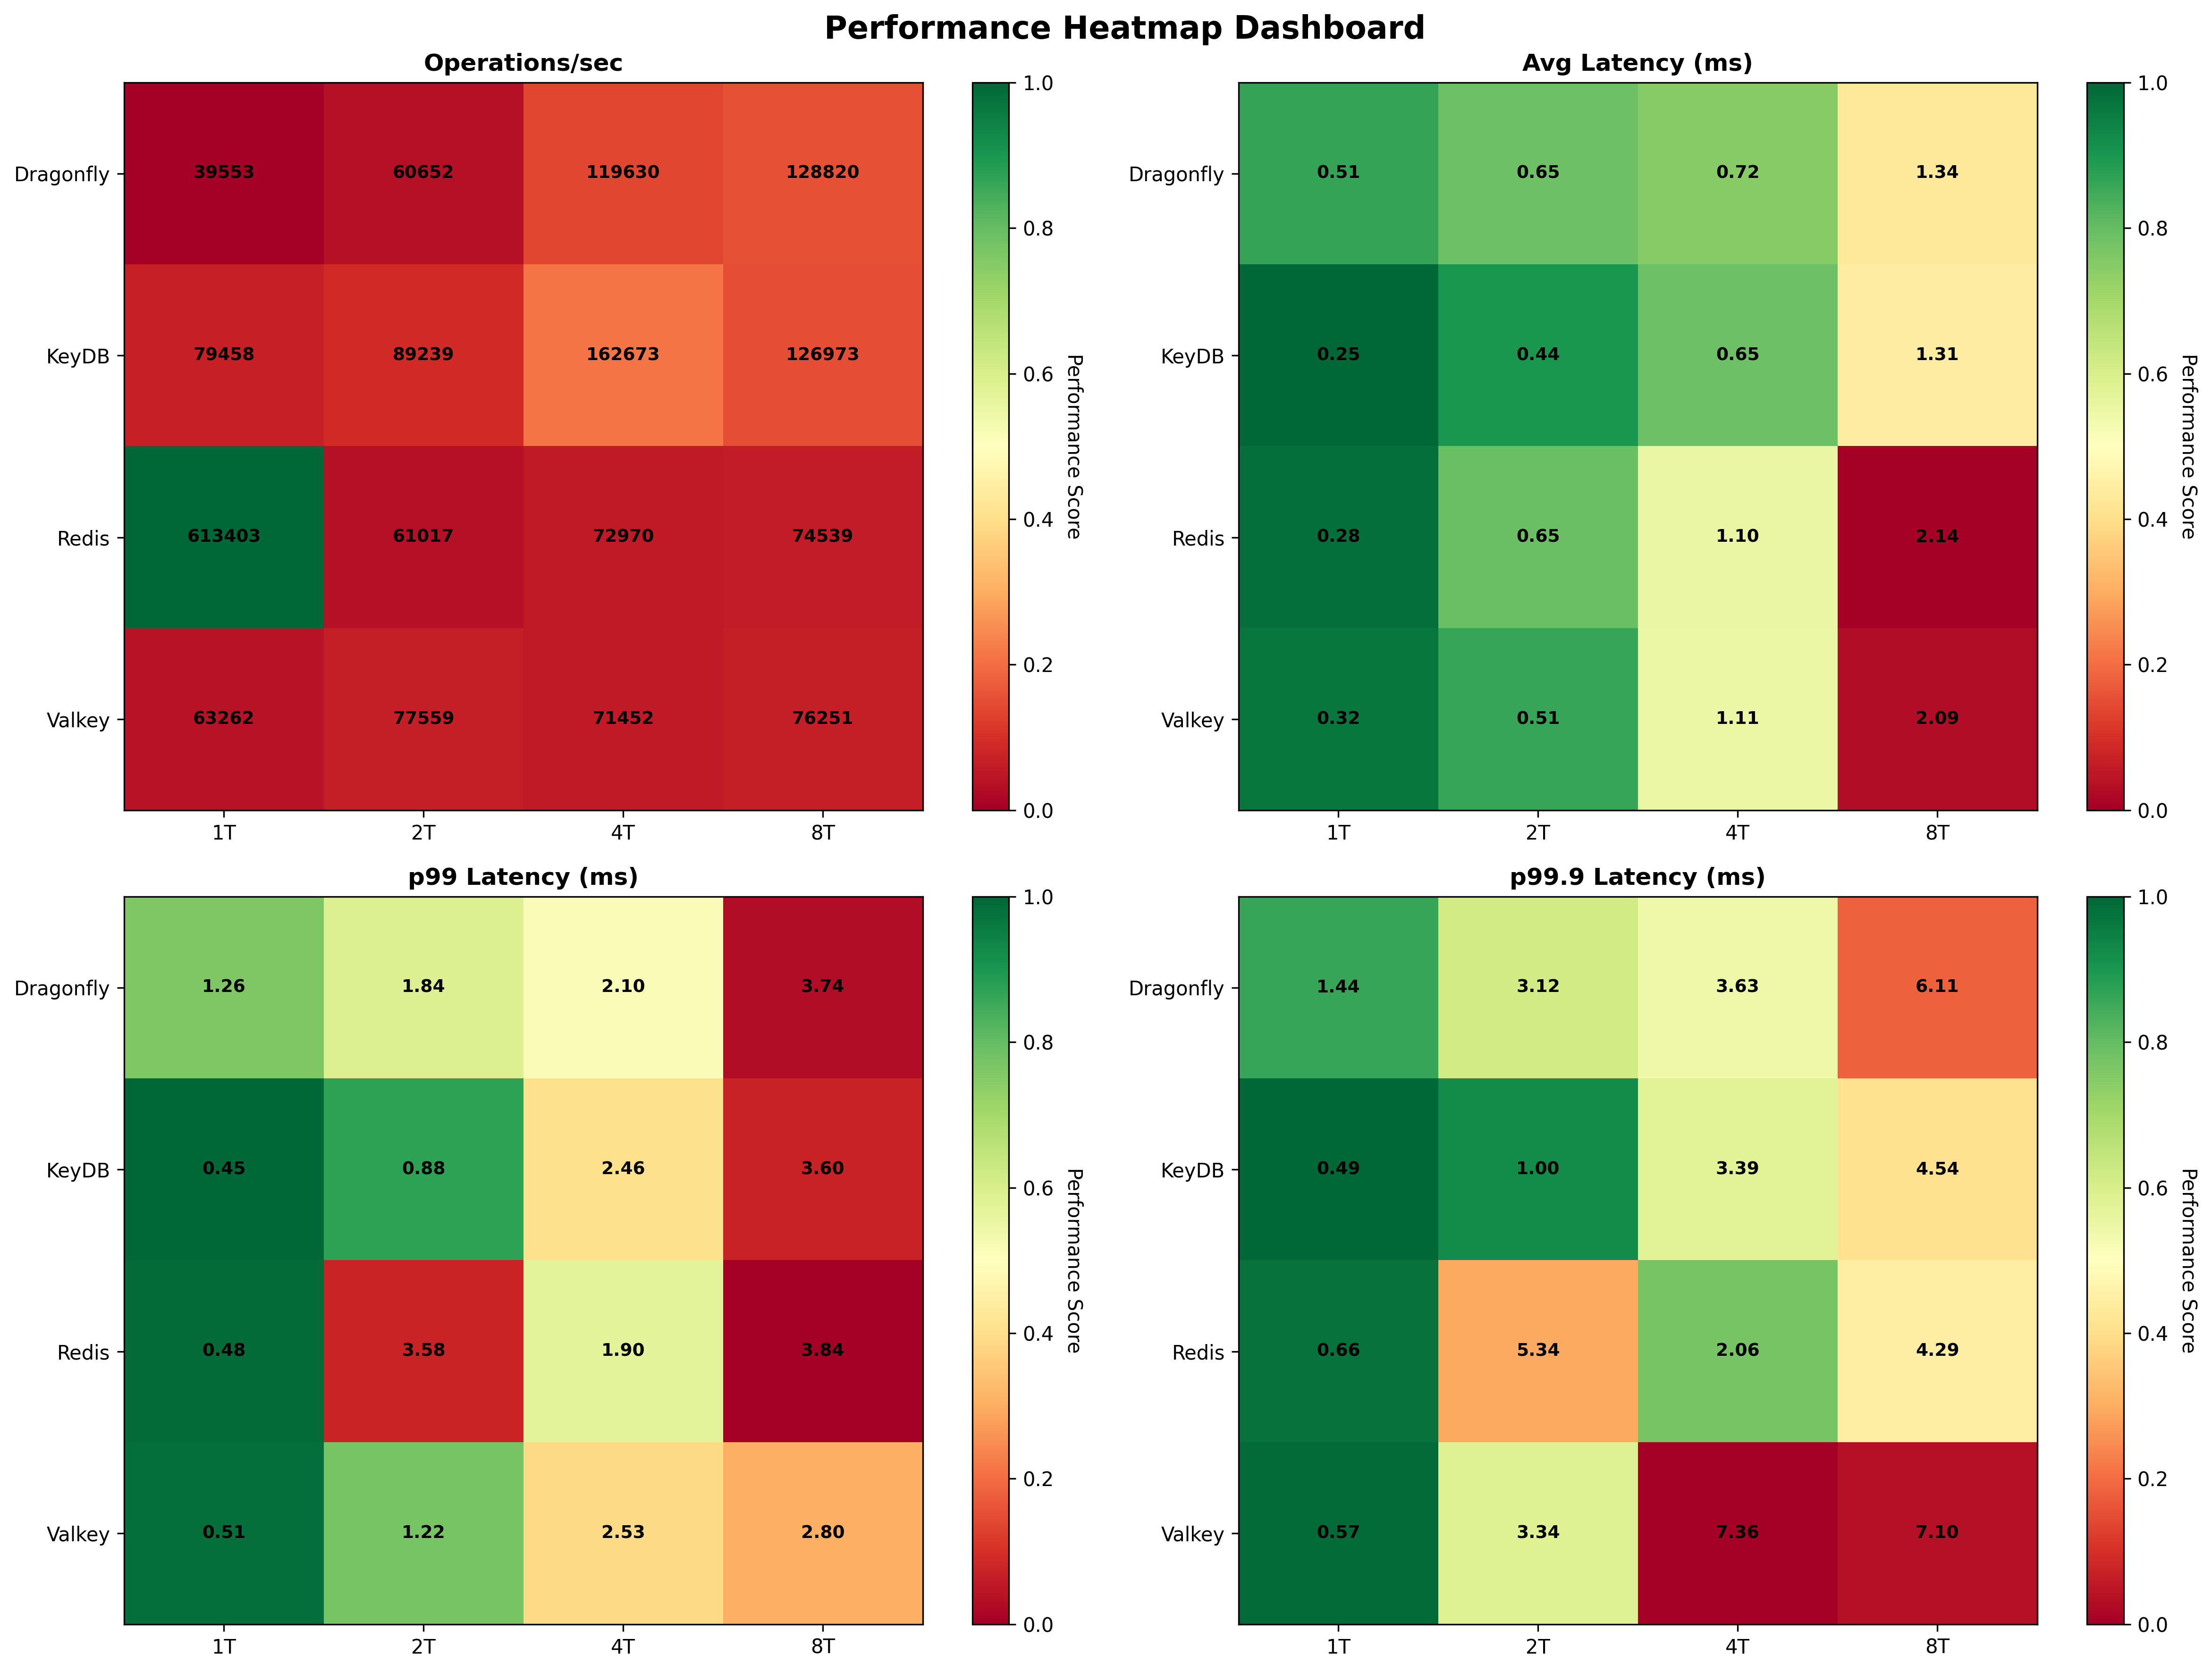 Performance Heatmap Dashboard
Operations/sec
Dragonfly 39553 60652 119630 128820
KeyDB 79458 89239 162673 126973
Redis 613403 61017 72970 74539
Valkey 63262 77559 71452 76251
1T 2T 4T 8T
1.0
0.8
0.6
0.4
0.2
0.0
Performance Score
Avg Latency (ms)
Dragonfly 0.51 0.65 0.72 1.34
KeyDB 0.25 0.44 0.65 1.31
Redis 0.28 0.65 1.10 2.14
Valkey 0.32 0.51 1.11 2.09
1T 2T 4T 8T
1.0
0.8
0.6
0.4
0.2
0.0
Performance Score
p99 Latency (ms)
Dragonfly 1.26 1.84 2.10 3.74
KeyDB 0.45 0.88 2.46 3.60
Redis 0.48 3.58 1.90 3.84
Valkey 0.51 1.22 2.53 2.80
1T 2T 4T 8T
1.0
0.8
0.6
0.4
0.2
0.0
Performance Score
p99.9 Latency (ms)
Dragonfly 1.44 3.12 3.63 6.11
KeyDB 0.49 1.00 3.39 4.54
Redis 0.66 5.34 2.06 4.29
Valkey 0.57 3.34 7.36 7.10
1T 2T 4T 8T
1.0
0.8
0.6
0.4
0.2
0.0
Performance Score